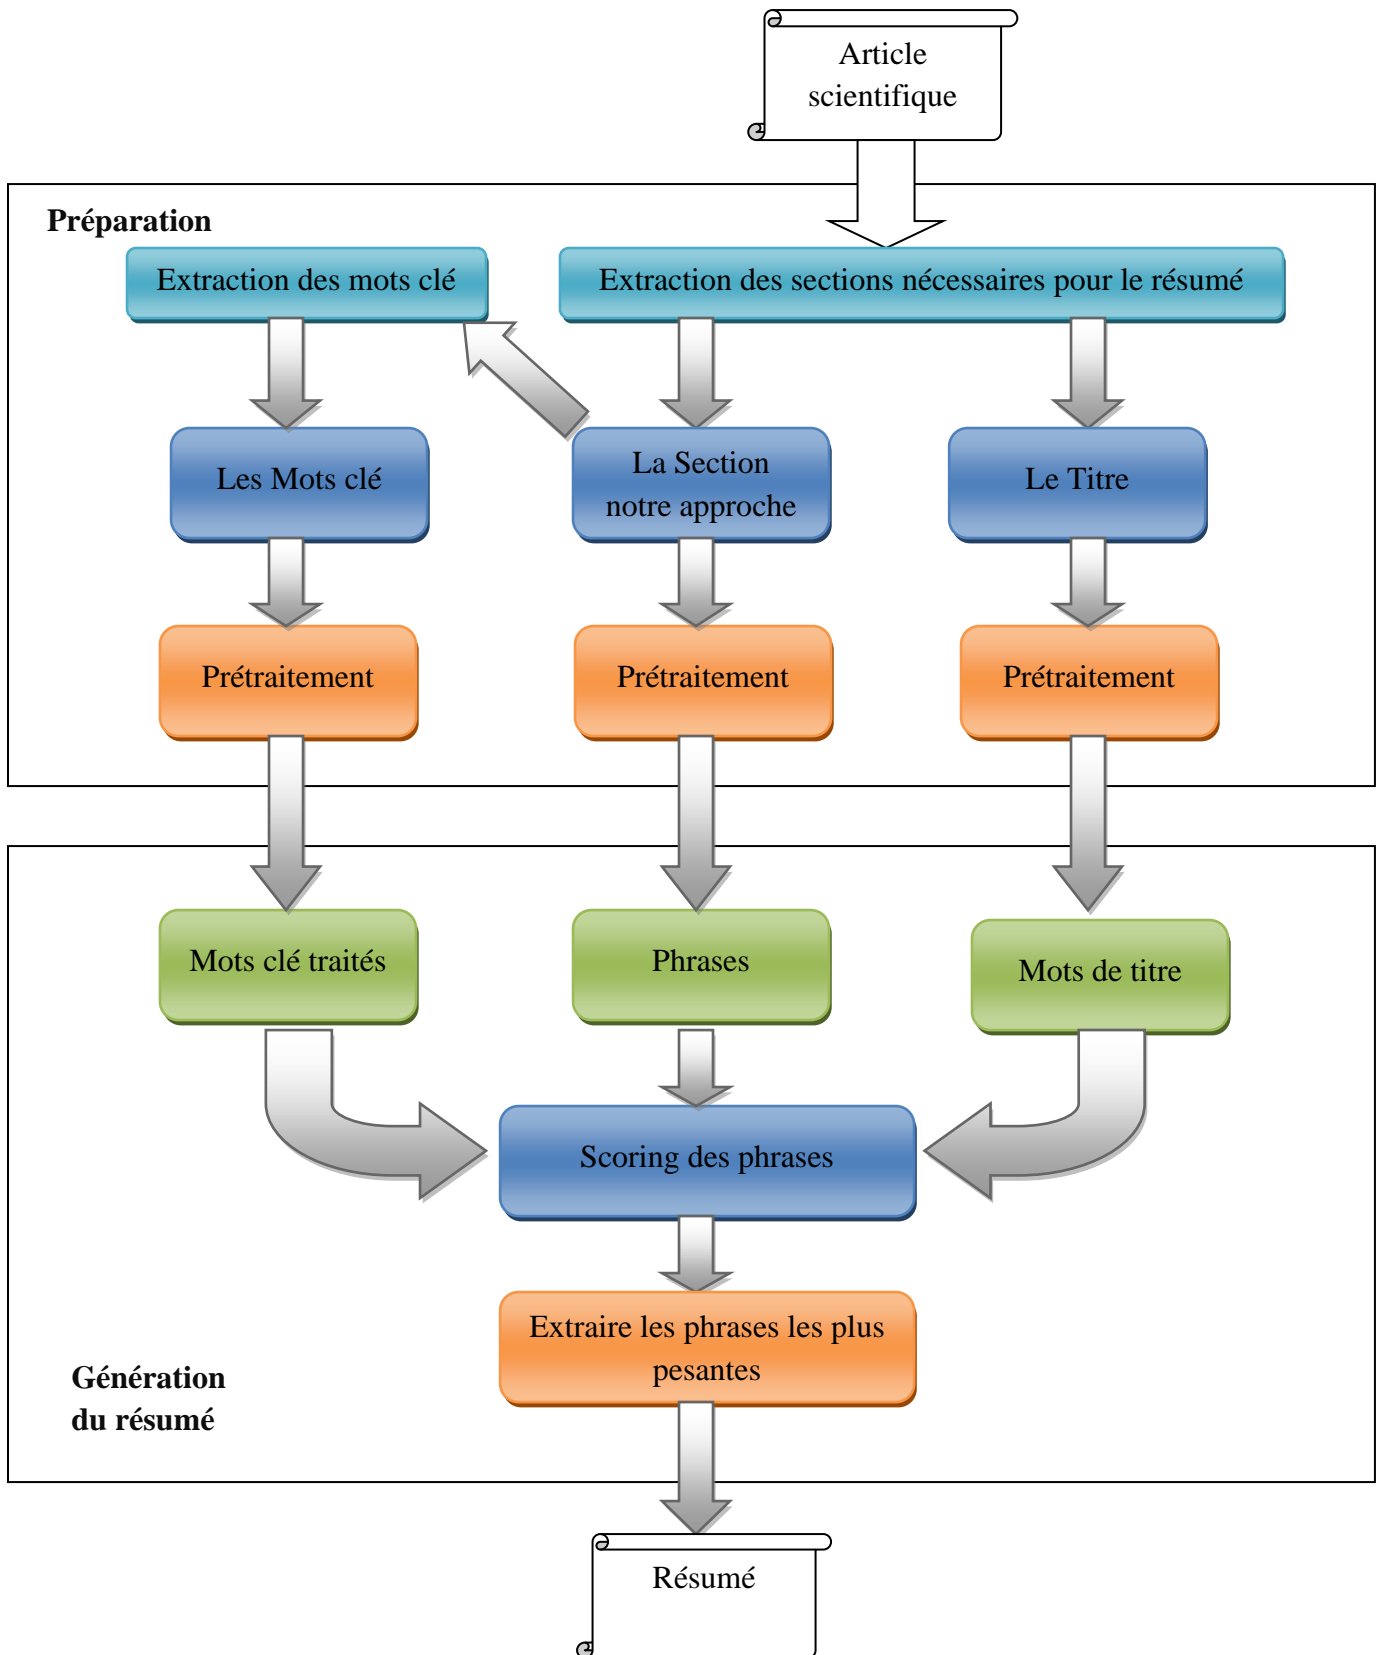 Article
scientifique
Préparation
Extraction des mots clé
Extraction des sections nécessaires pour le résumé
Les Mots clé
La Section
notre approche
Le Titre
Prétraitement
Prétraitement
Prétraitement
Mots clé traités
Phrases
Mots de titre
Scoring des phrases
Extraire les phrases les plus
pesantes
Génération
du résumé
Résumé